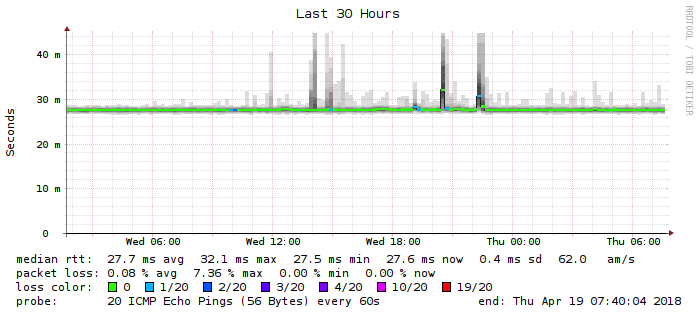 Last 30 Hours
RRDTOOL / TOBI OETIKER
Seconds
40 m
30 m
20 m
10 m
0
Wed 06:00 Wed 12:00 Wed 18:00 Thu 00:00 Thu 06:00
median rtt: 27.7 ms avg 32.1 ms max 27.5 ms min 27.6 ms now 0.4 ms sd 62.0 am/s
packet loss: 0.08 % avg 7.36 % max 0.00 % min 0.00 % now
loss color: 0 1/20 2/20 3/20 4/20 10/20 19/20
probe: 20 ICMP Echo Pings (56 Bytes) every 60s end: Thu Apr 19 07:40:04 2018